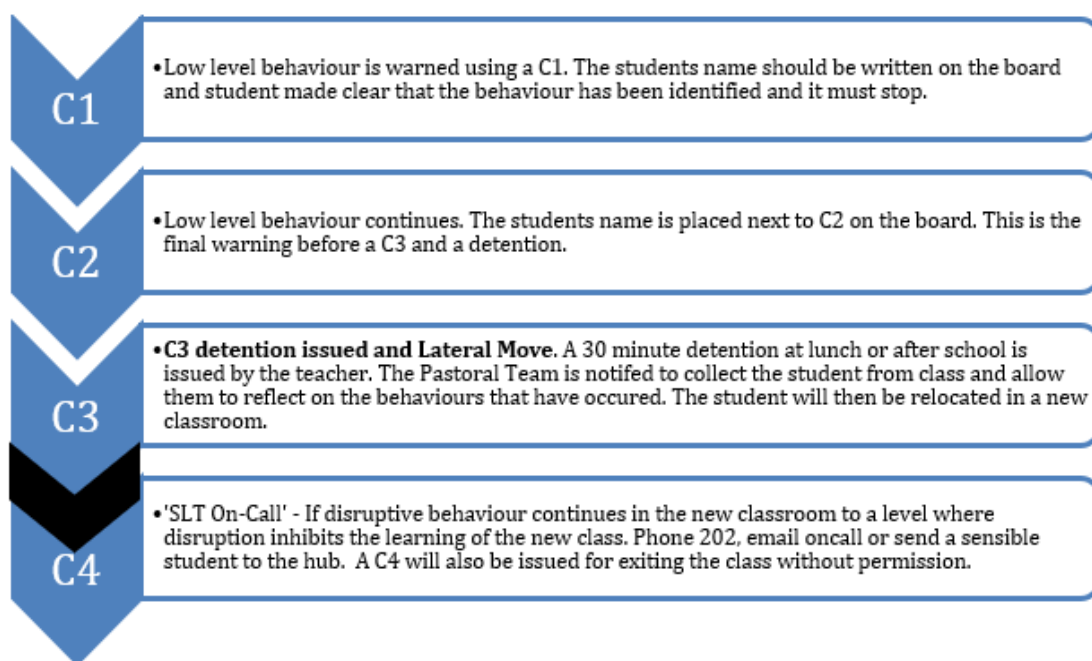 C1
•Low level behaviour is warned using a C1. The students name should be written on the board
and student made clear that the behaviour has been identified and it must stop.
C2
•Low level behaviour continues. The students name is placed next to C2 on the board. This is the
final warning before a C3 and a detention.
C3
•C3 detention issued and Lateral Move. A 30 minute detention at lunch or after school is
issued by the teacher. The Pastoral Team is notifed to collect the student from class and allow
them to reflect on the behaviours that have occured. The student will then be relocated in a new
classroom.
C4
•'SLT On-Call' - If disruptive behaviour continues in the new classroom to a level where
disruption inhibits the learning of the new class. Phone 202, email oncall or send a sensible
student to the hub.  A C4 will also be issued for exiting the class without permission.